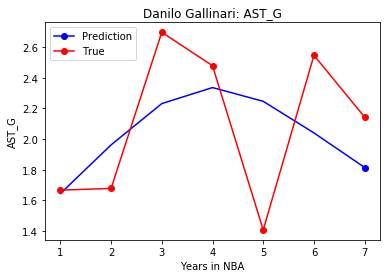 Danilo Gallinari: AST_G
Prediction
True
AST_G
2.6
2.4
2.2
2.0
1.8
1.6
1.4
1 2 3 4 5 6 7
Years in NBA